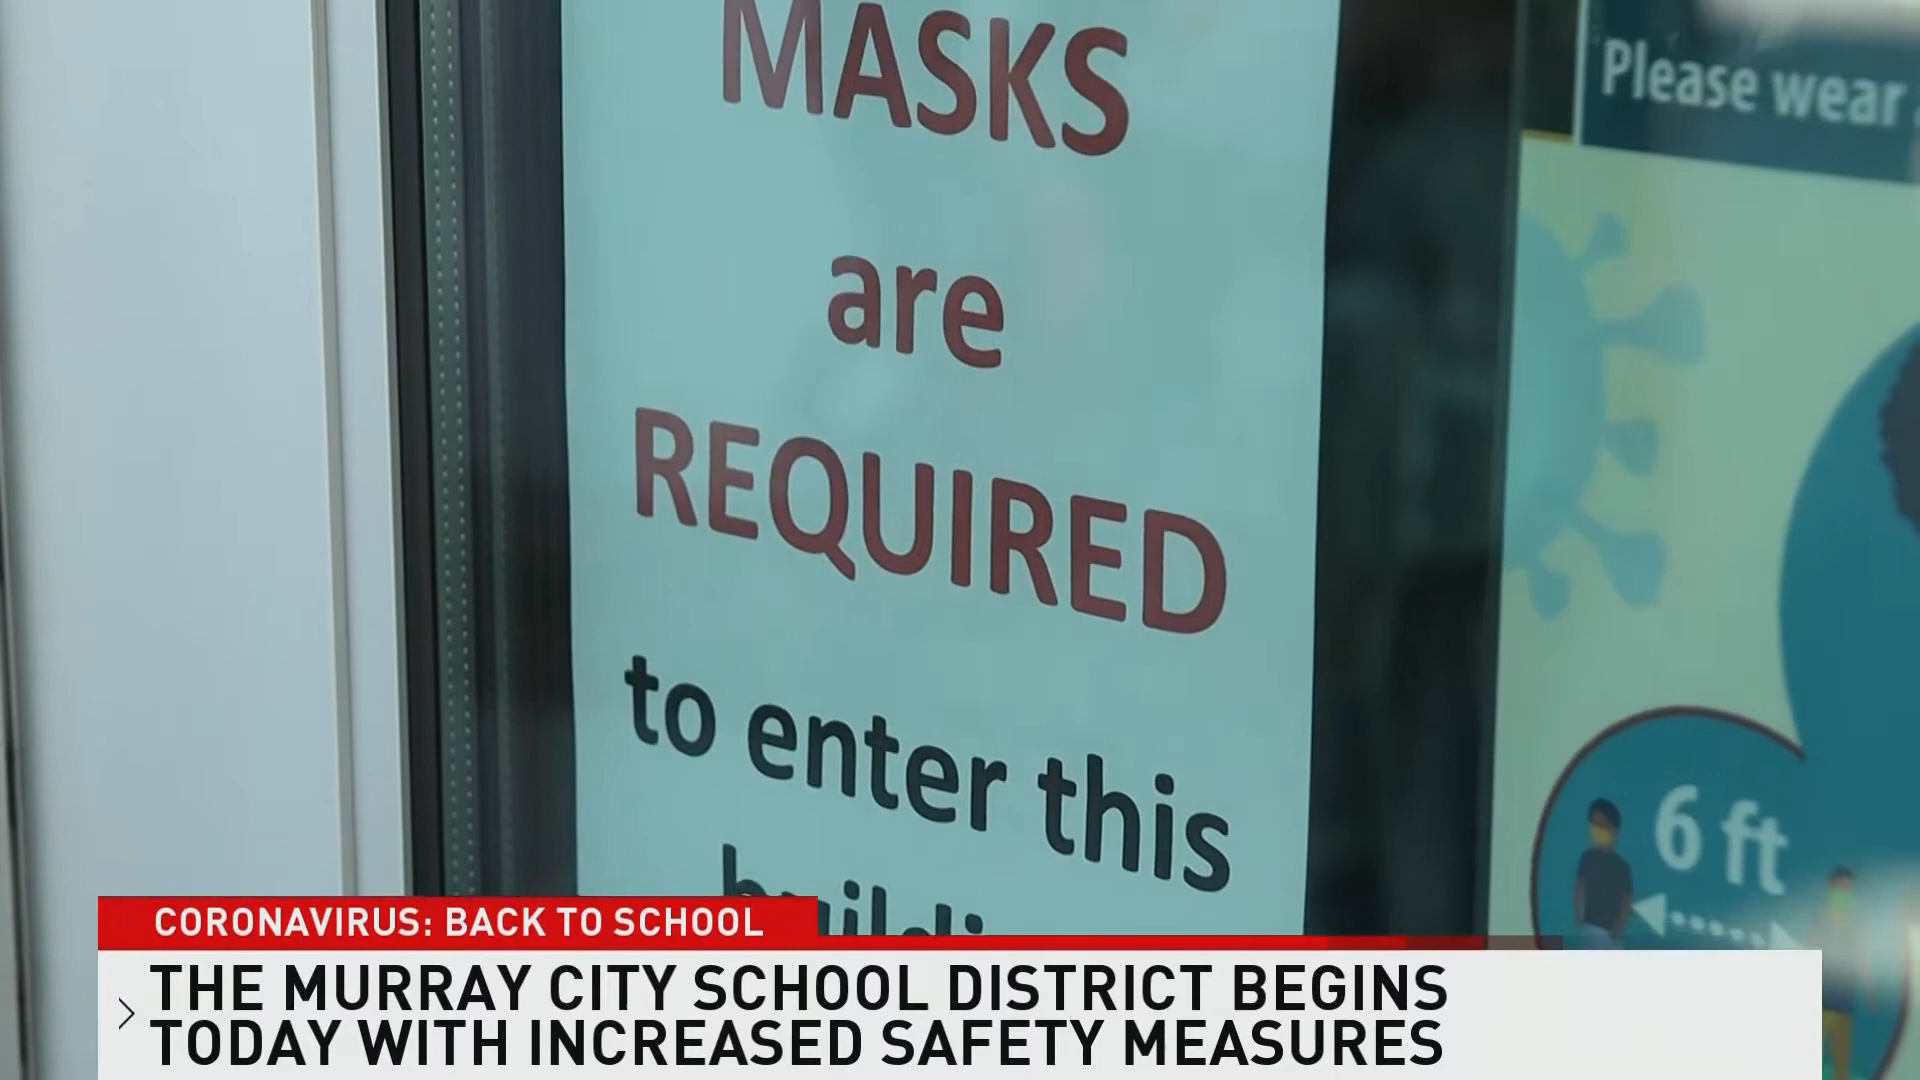 MASKS
are
REQUIRED
to enter this
Please wear
6 ft
CORONAVIRUS: BACK TO SCHOOL
THE MURRAY CITY SCHOOL DISTRICT BEGINS
TODAY WITH INCREASED SAFETY MEASURES